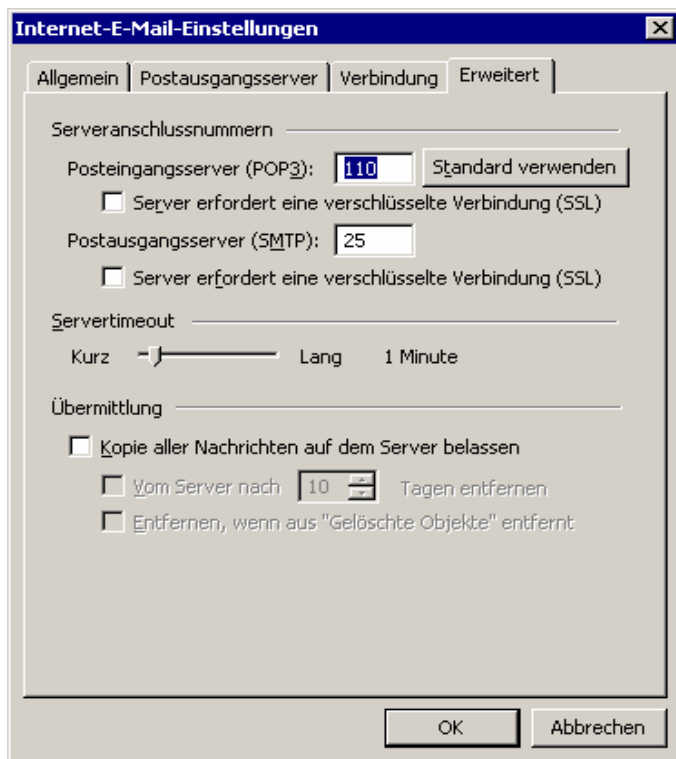 Internet-E-Mail-Einstellungen
Allgemein Postausgangsserver Verbindung Erweitert
Serveranschlussnummern
Posteingangsserver (POP3): 110 Standard verwenden
Server erfordert eine verschlüsselte Verbindung (SSL)
Postausgangsserver (SMTP): 25
Server erfordert eine verschlüsselte Verbindung (SSL)
Servertimeout
Kurz Lang 1 Minute
Übermittlung
Kopie aller Nachrichten auf dem Server belassen
Vom Server nach 10 Tagen entfernen
Entfernen, wenn aus "Gelöschte Objekte" entfernt
OK Abbrechen